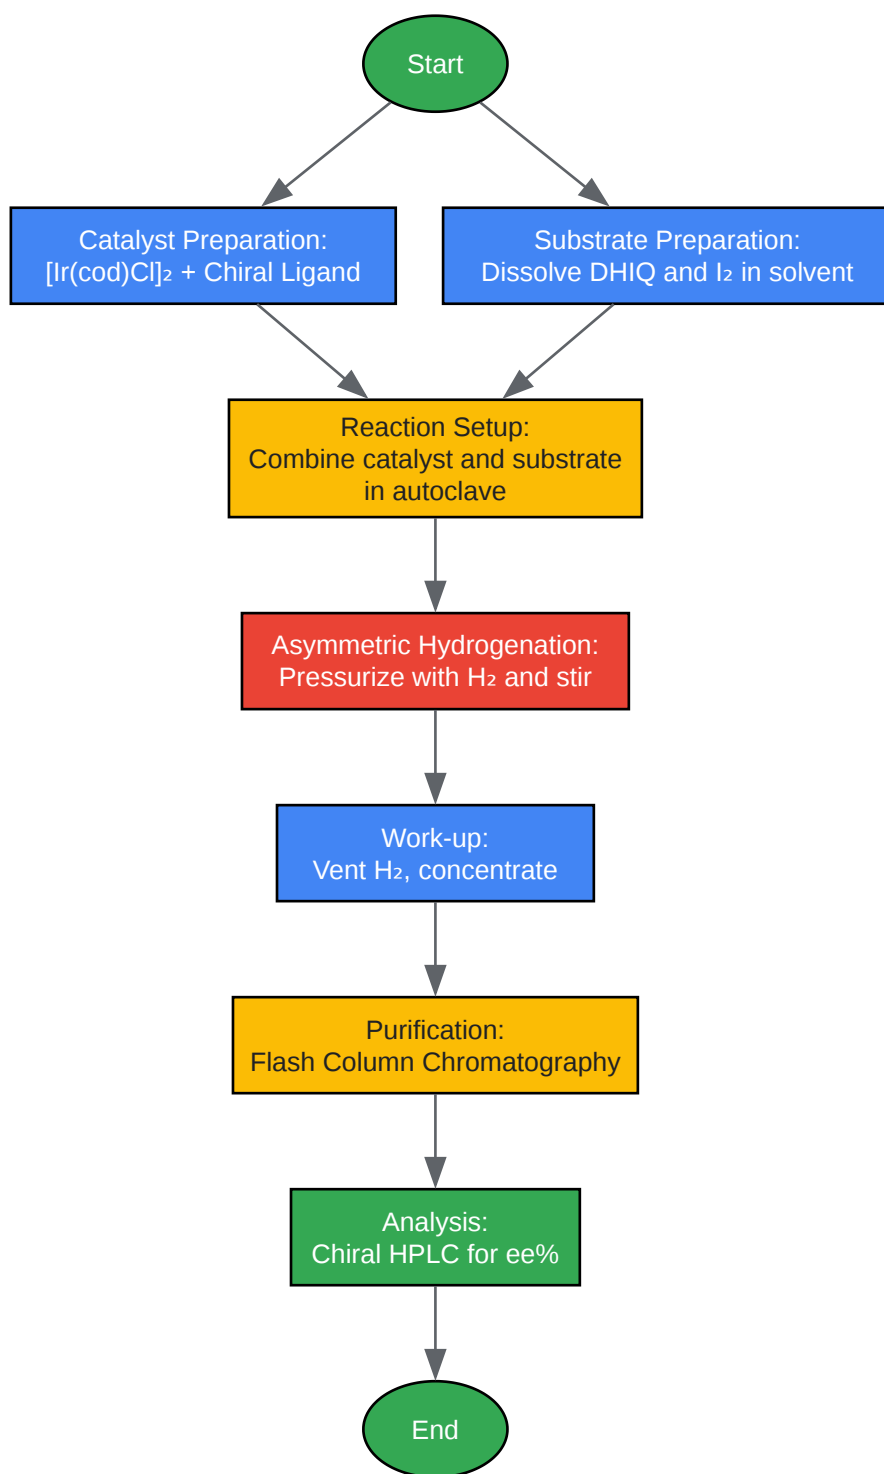 Start
Catalyst Preparation:
[Ir(cod)Cl]₂ + Chiral Ligand
Substrate Preparation:
Dissolve DHIQ and I₂ in solvent
Reaction Setup:
Combine catalyst and substrate
in autoclave
Asymmetric Hydrogenation:
Pressurize with H₂ and stir
Work-up:
Vent H₂, concentrate
Purification:
Flash Column Chromatography
Analysis:
Chiral HPLC for ee%
End